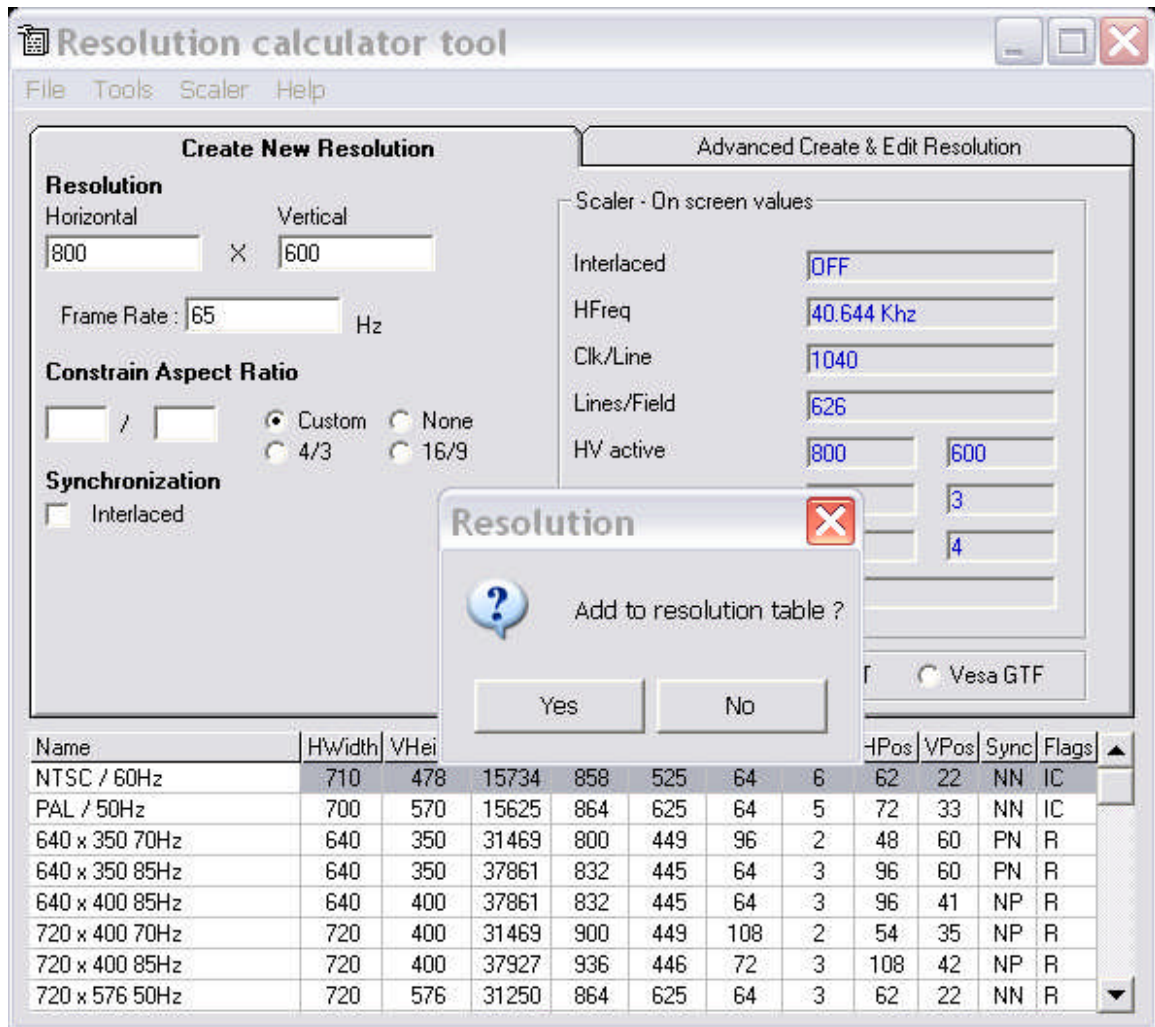 Resolution calculator tool
File Tools Scaler Help
Create New Resolution
Advanced Create & Edit Resolution
Resolution
Horizontal Vertical
800 X 600
Frame Rate : 65 Hz
Constrain Aspect Ratio
/ Custom None
4/3 16/9
Synchronization
Interlaced
Scaler - On screen values
Interlaced OFF
HFreq 40.644 Khz
Clk/Line 1040
Lines/Field 626
HV active 800 600
3
4
Vesa GTF
Resolution
? Add to resolution table ?
Yes No
Name HWidth VHei HPos VPos Sync Flags
NTSC / 60Hz 710 478 15734 858 525 64 6 62 22 NN IC
PAL / 50Hz 700 570 15625 864 625 64 5 72 33 NN IC
640 x 350 70Hz 640 350 31469 800 449 96 2 48 60 PN R
640 x 350 85Hz 640 350 37861 832 445 64 3 96 60 PN R
640 x 400 85Hz 640 400 37861 832 445 64 3 96 41 NP R
720 x 400 70Hz 720 400 31469 900 449 108 2 54 35 NP R
720 x 400 85Hz 720 400 37927 936 446 72 3 108 42 NP R
720 x 576 50Hz 720 576 31250 864 625 64 3 62 22 NN R